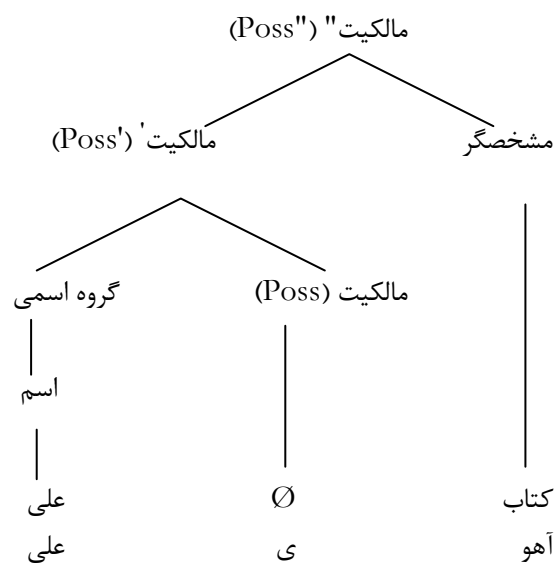 مالکیت" (Poss")
مشخصگر مالکیت' (Poss')
مالکیت (Poss) گروه اسمی
اسم
کتاب Ø علی
آهو ی علی